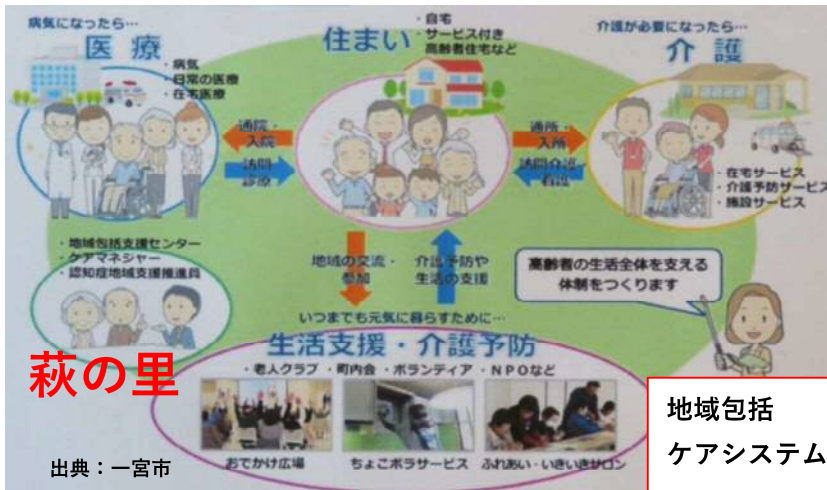 病気になったら…
医療
・病気
・日常の医療
・在宅医療
住まい
・自宅
・サービス付き
高齢者住宅など
介護が必要になったら…
介護
・在宅サービス
・介護予防サービス
・施設サービス
通院・
入院
訪問
診療
通所・
入所
訪問介護・
看護
・地域包括支援センター
・ケアマネジャー
・認知症地域支援推進員
地域の交流・
参加
介護予防や
生活の支援
高齢者の生活全体を支える
体制をつくります
いつまでも元気に暮らすために…
生活支援・介護予防
・老人クラブ ・町内会 ・ボランティア ・NPOなど
おでかけ広場
ちょこボラサービス
ふれあい・いきいきサロン
萩の里
出典：一宮市
地域包括
ケアシステム